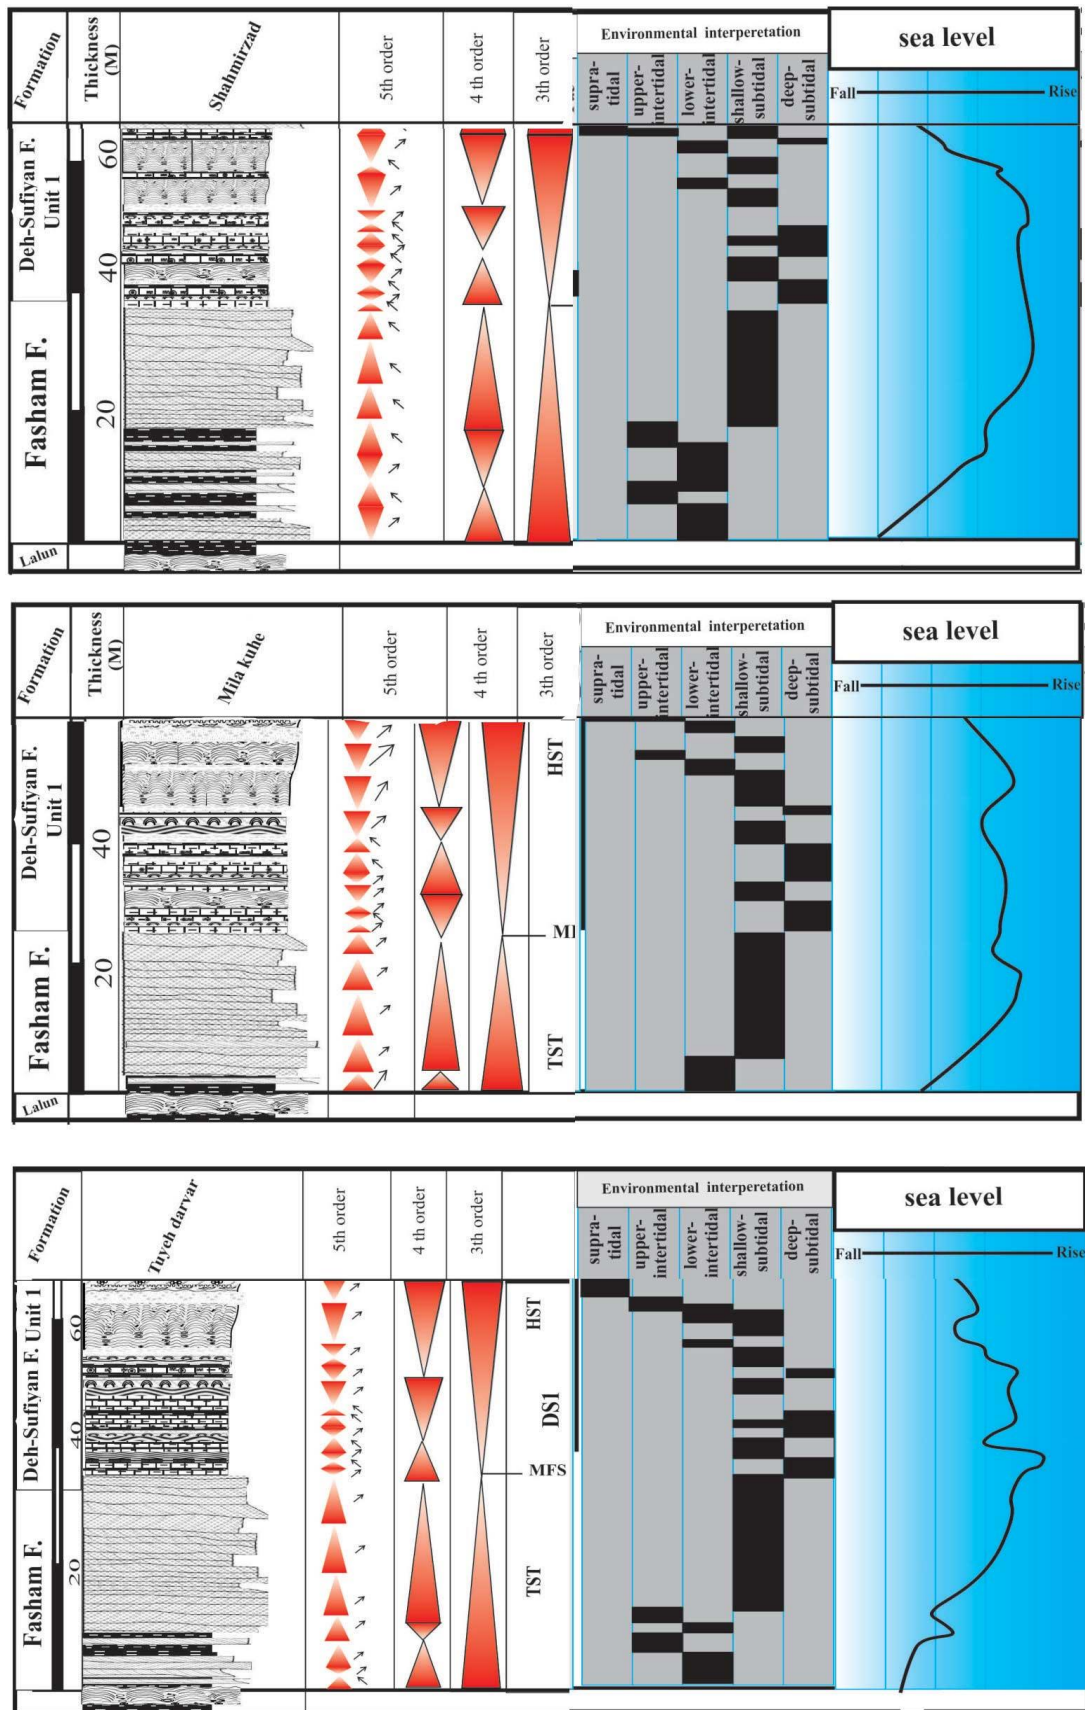 Formation
Thickness
(M)
Shahmirzad
5th order
4 th order
3th order
Environmental interperetation
supra-
tidal
upper-
intertidal
lower-
intertidal
shallow-
subtidal
deep-
subtidal
sea level
Fall
Rise
Deh-Sufiyan F.
Unit 1
Fasham F.
Lalun
60
40
20
Formation
Thickness
(M)
Mila kuhe
5th order
4 th order
3th order
Environmental interperetation
supra-
tidal
upper-
intertidal
lower-
intertidal
shallow-
subtidal
deep-
subtidal
sea level
Fall
Rise
Deh-Sufiyan F.
Unit 1
Fasham F.
Lalun
40
20
HST
TST
Formation
Tuyeh darvar
5th order
4 th order
3th order
Environmental interperetation
supra-
tidal
upper-
intertidal
lower-
intertidal
shallow-
subtidal
deep-
subtidal
sea level
Fall
Rise
Deh-Sufiyan F. Unit 1
Fasham F.
60
40
20
HST
DS1
MFS
TST